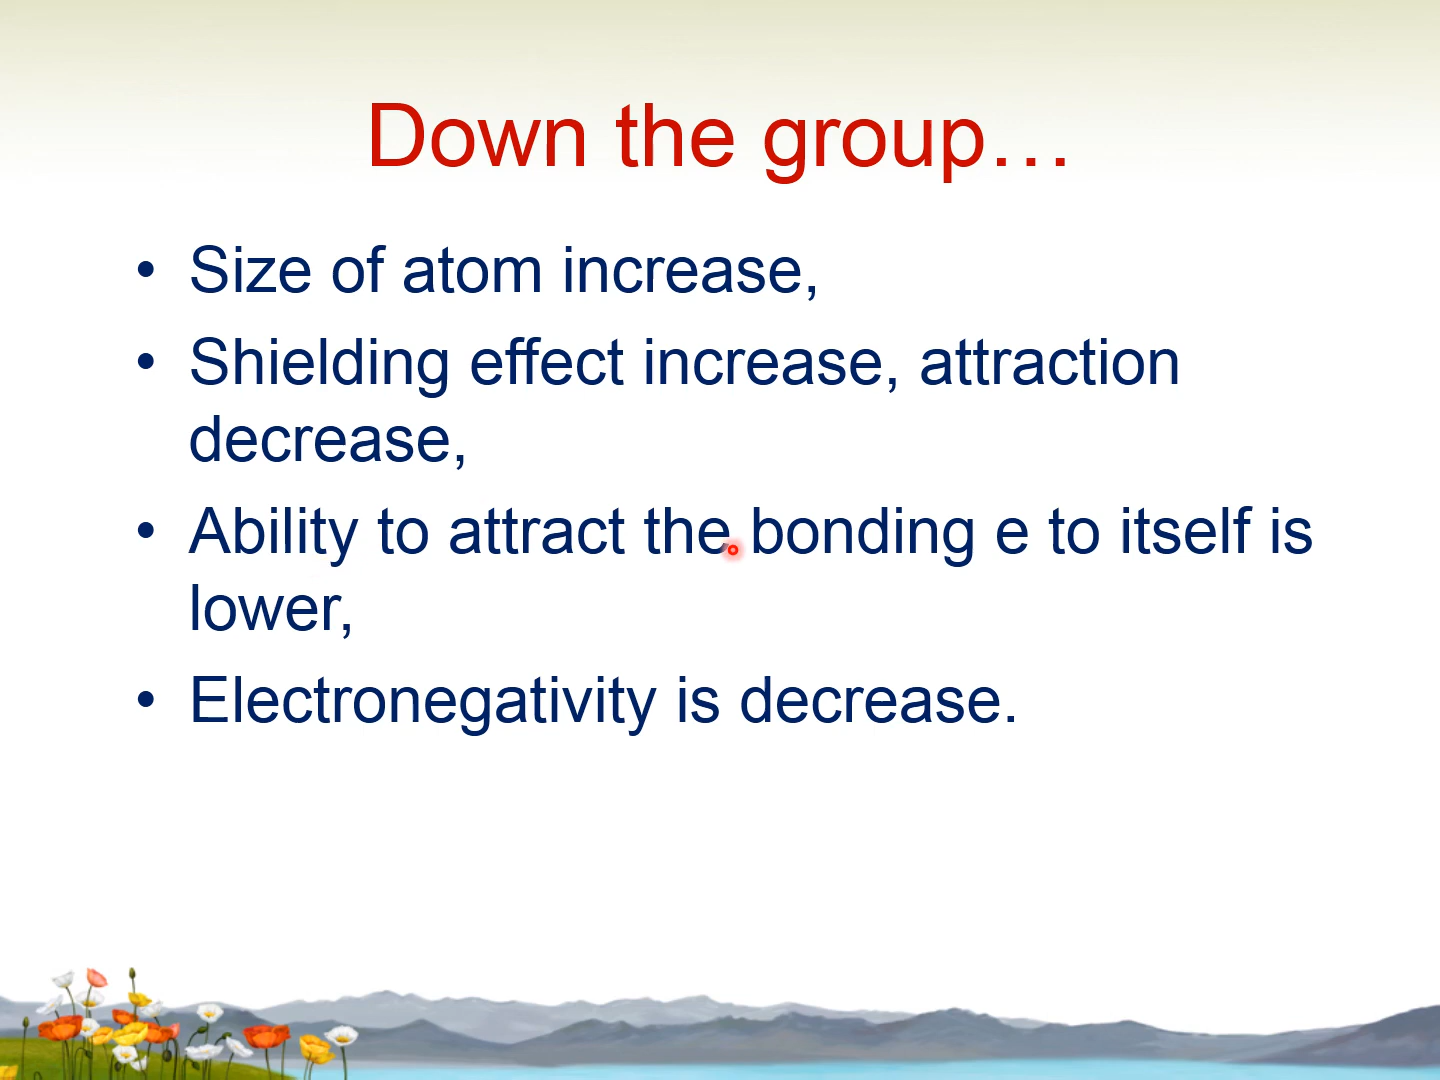 Down the group…
• Size of atom increase,
• Shielding effect increase, attraction
decrease,
• Ability to attract the bonding e to itself is
lower,
• Electronegativity is decrease.